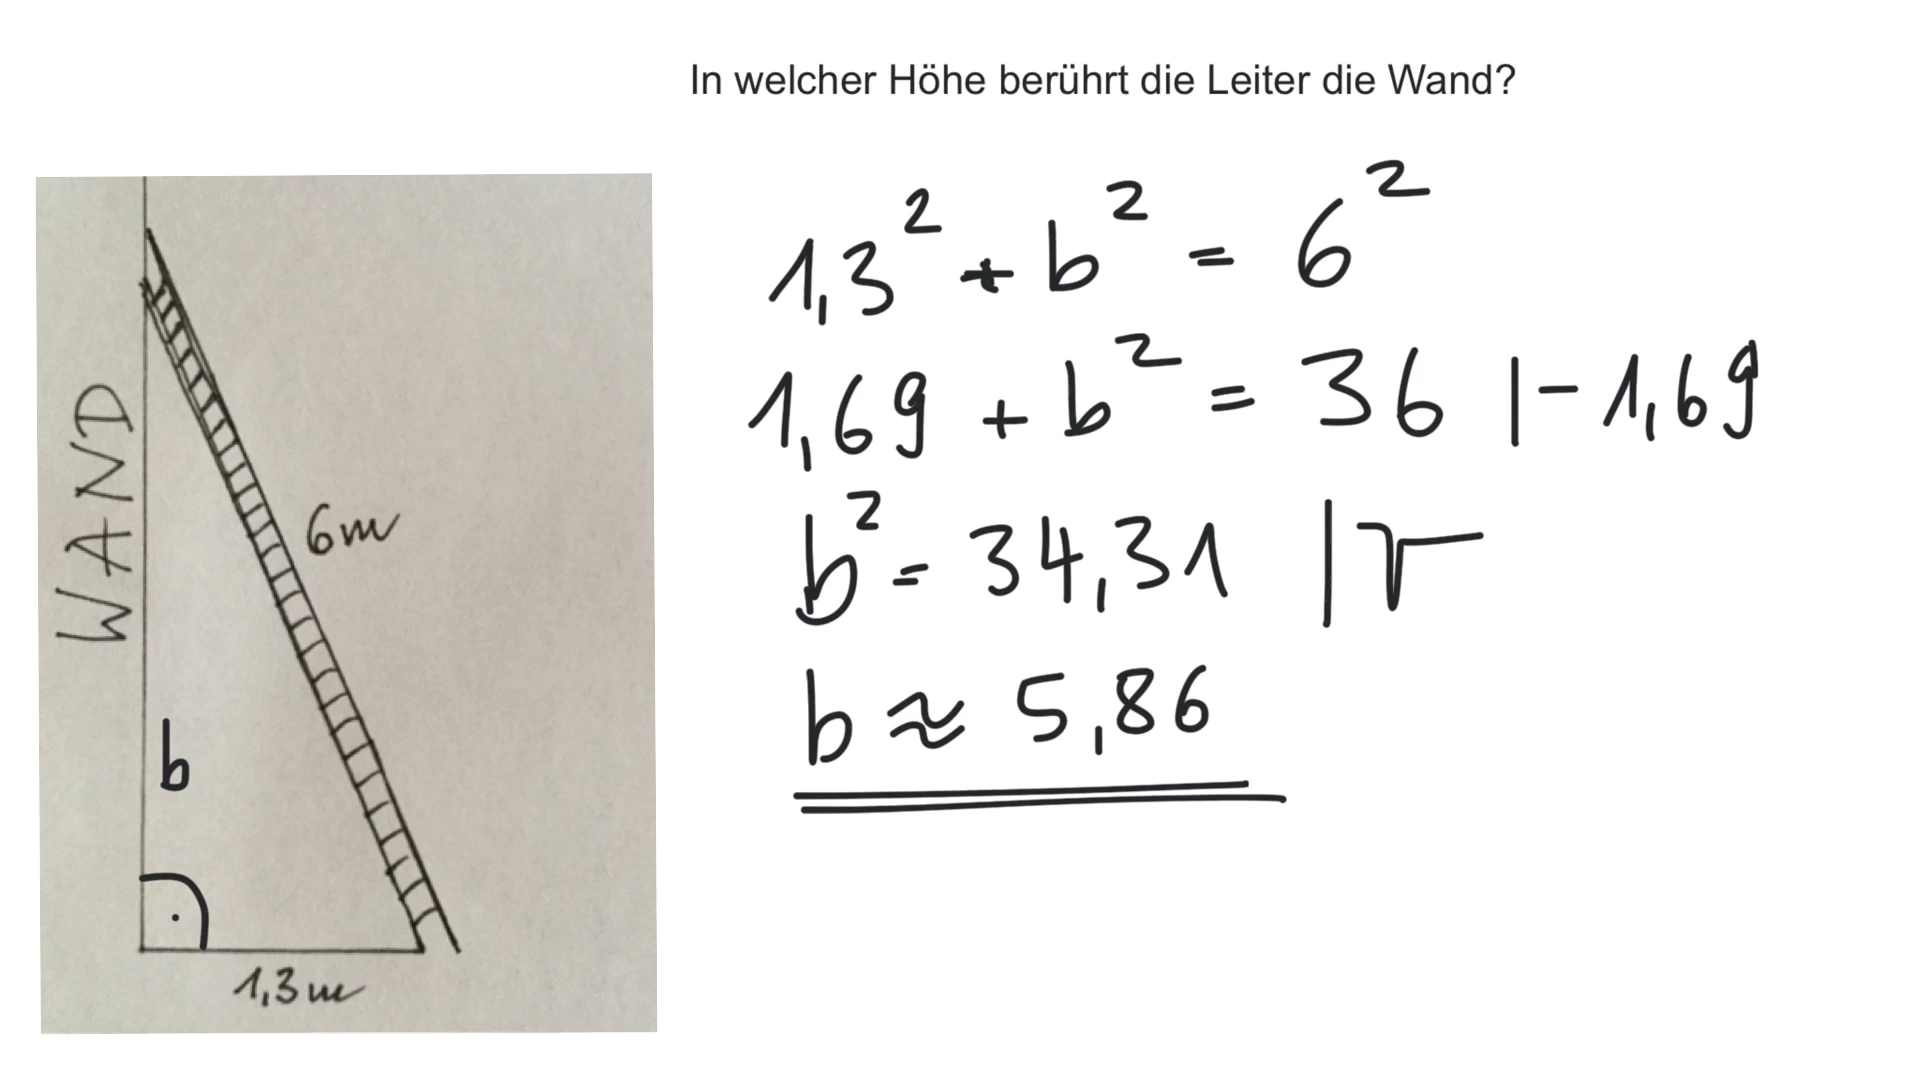 In welcher Höhe berührt die Leiter die Wand?
1,3² + b² = 6²
1,69 + b² = 36 |- 1,69
b² = 34,31 |√
b ≈ 5,86
WAND
6m
b
1,3m